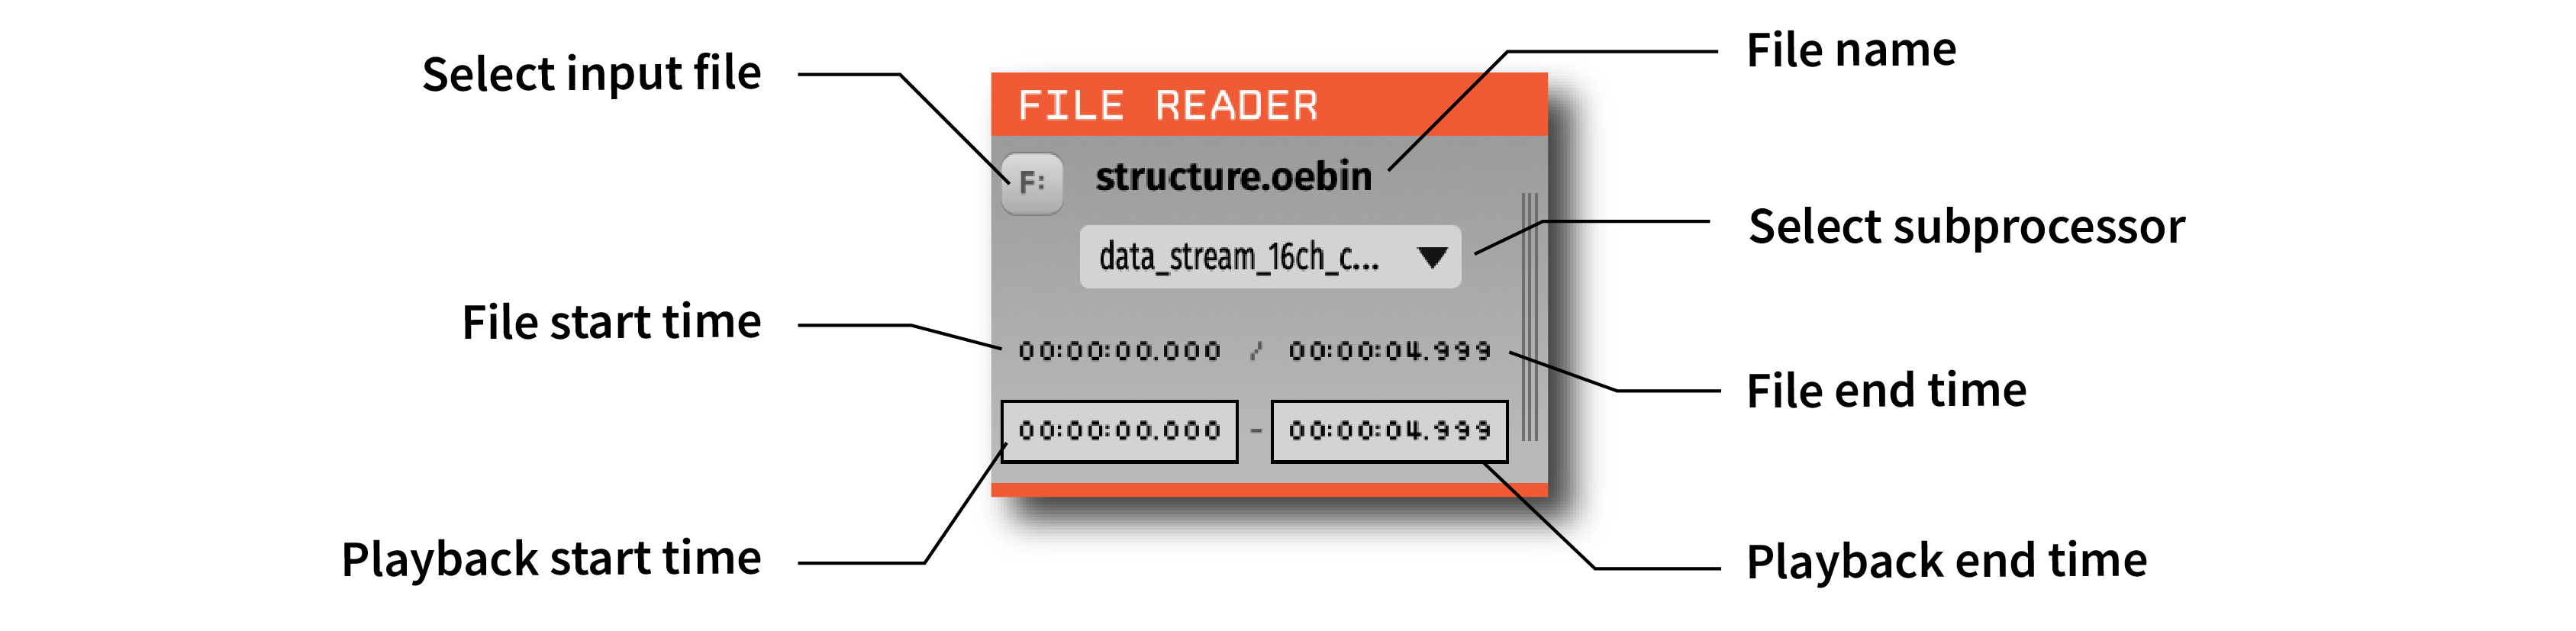 Select input file
File name
FILE READER
F:
structure.oebin
Select subprocessor
data_stream_16ch_c...
File start time
00:00:00.000 / 00:00:04.999
File end time
00:00:00.000 - 00:00:04.999
Playback start time
Playback end time